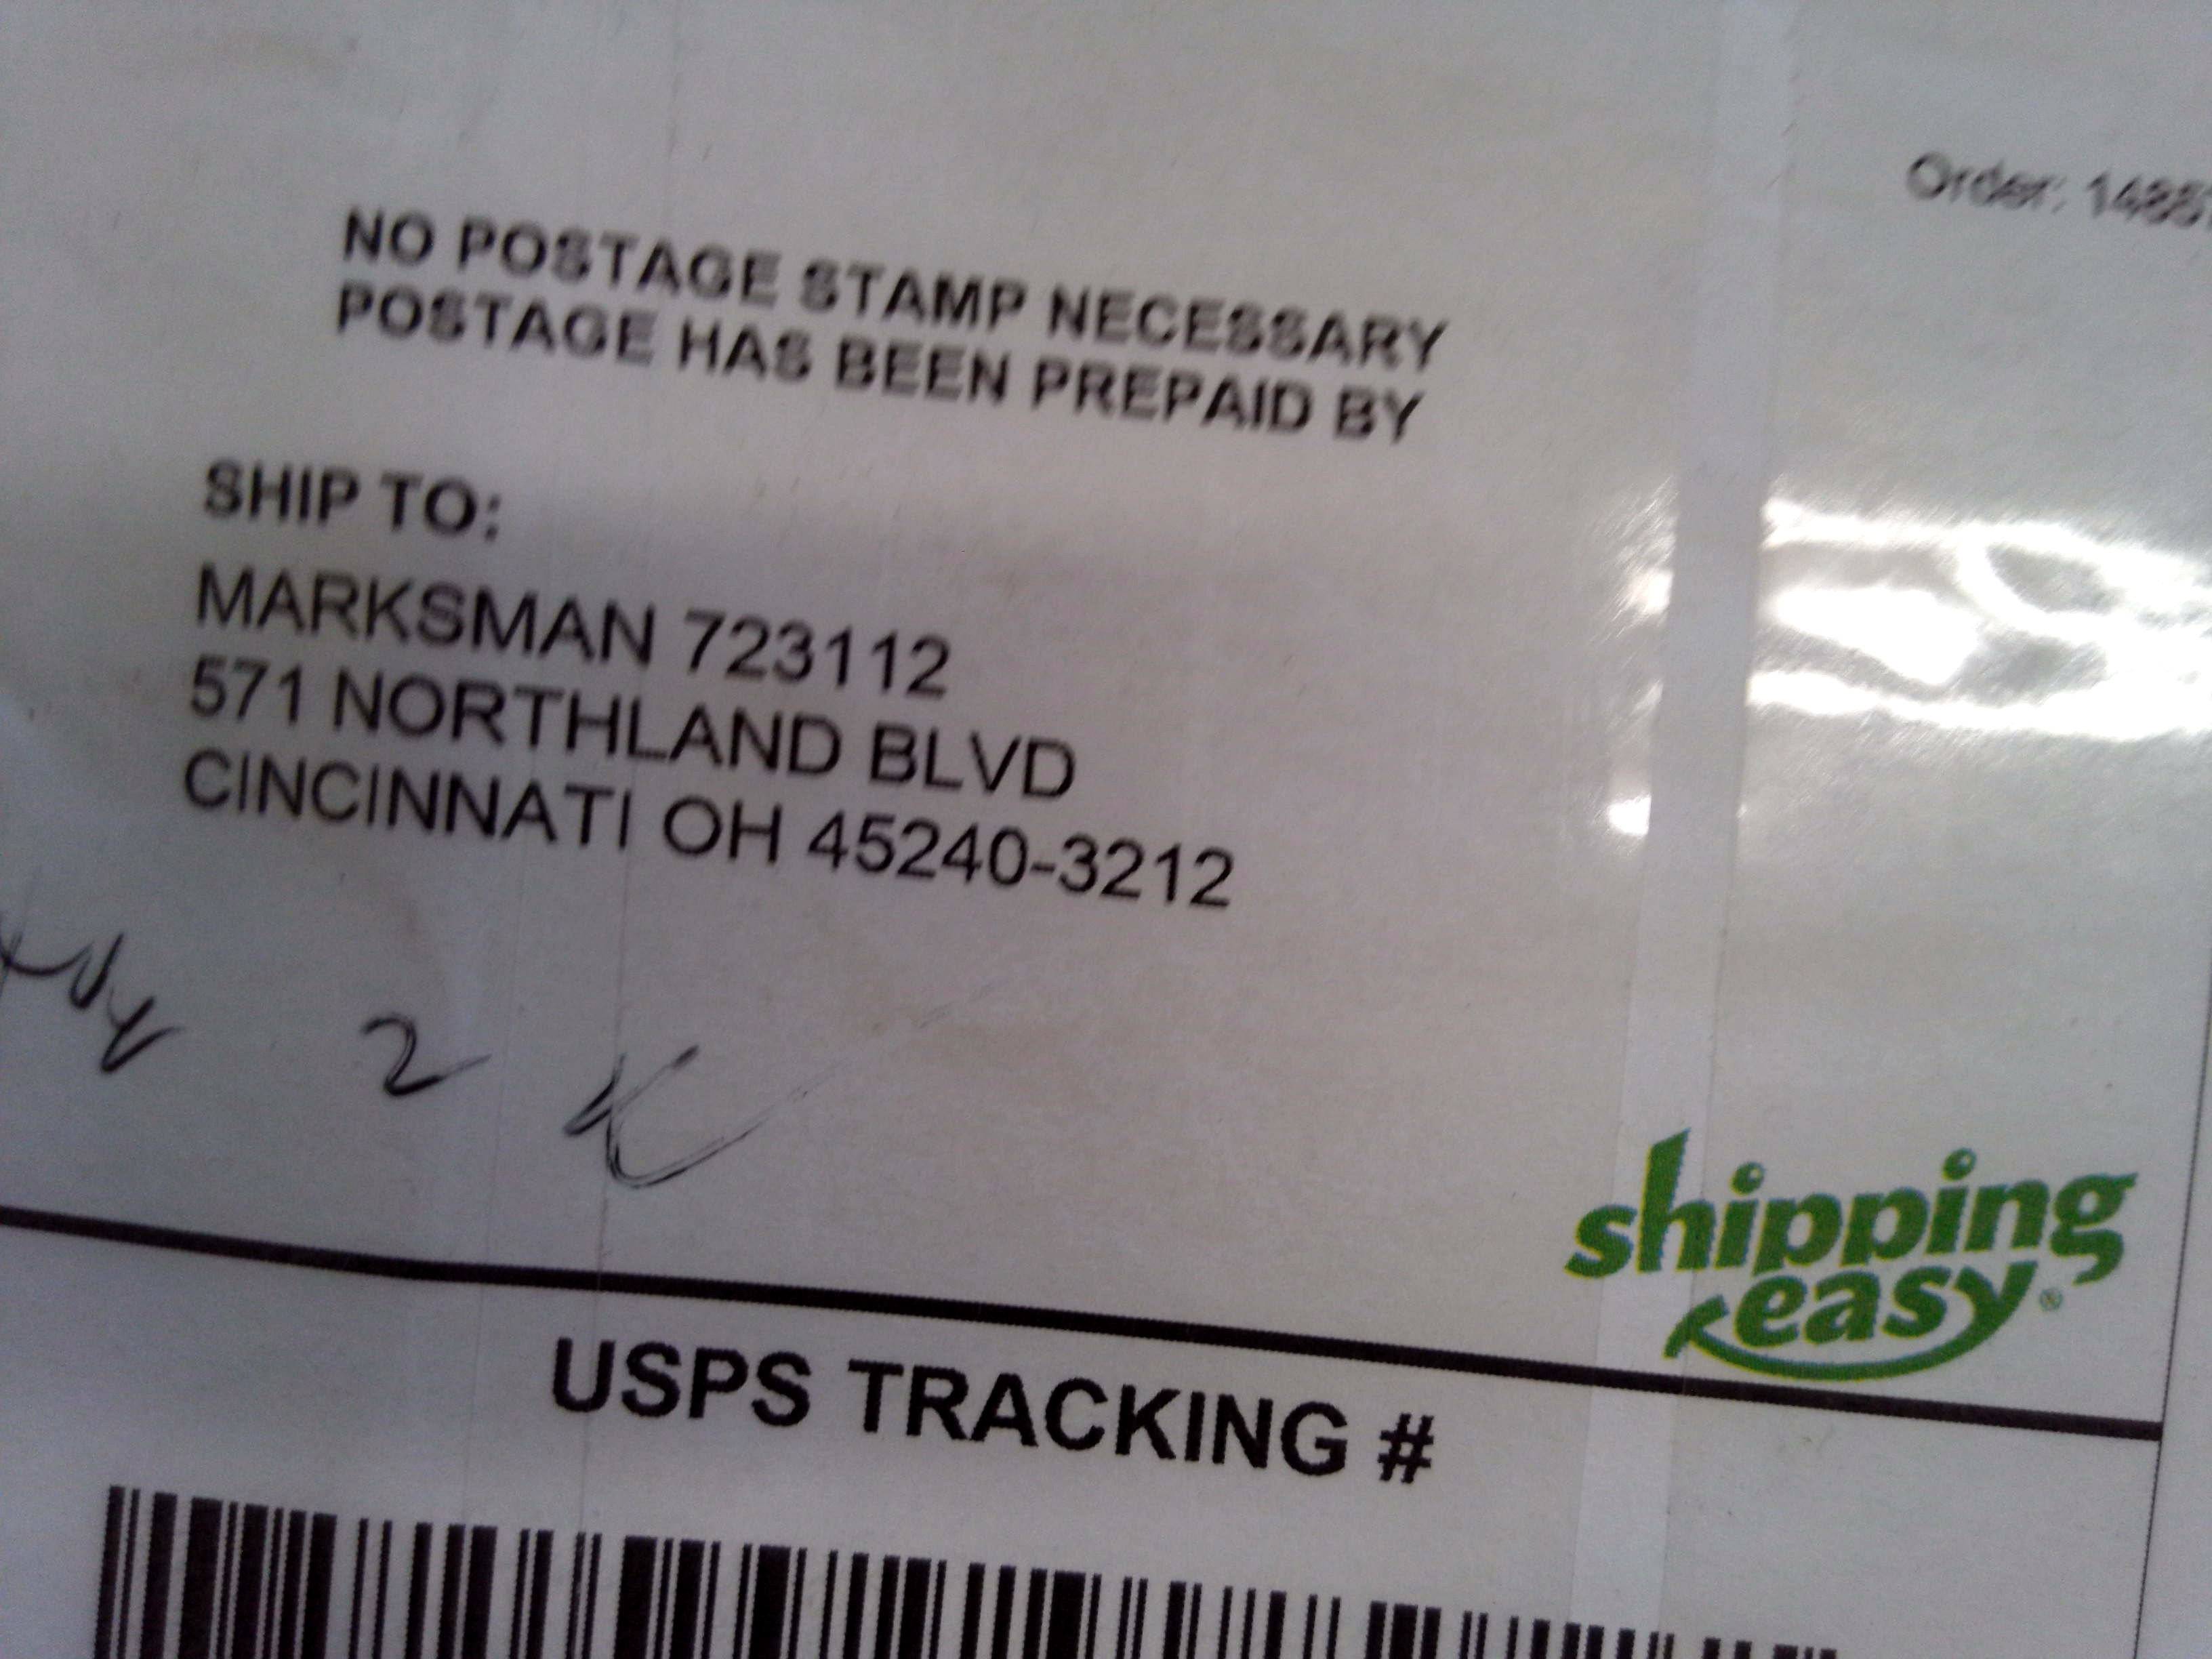 Order:
NO POSTAGE STAMP NECESSARY
POSTAGE HAS BEEN PREPAID BY
SHIP TO:
MARKSMAN 723112
571 NORTHLAND BLVD
CINCINNATI OH 45240-3212
2
shipping
easy®
USPS TRACKING #